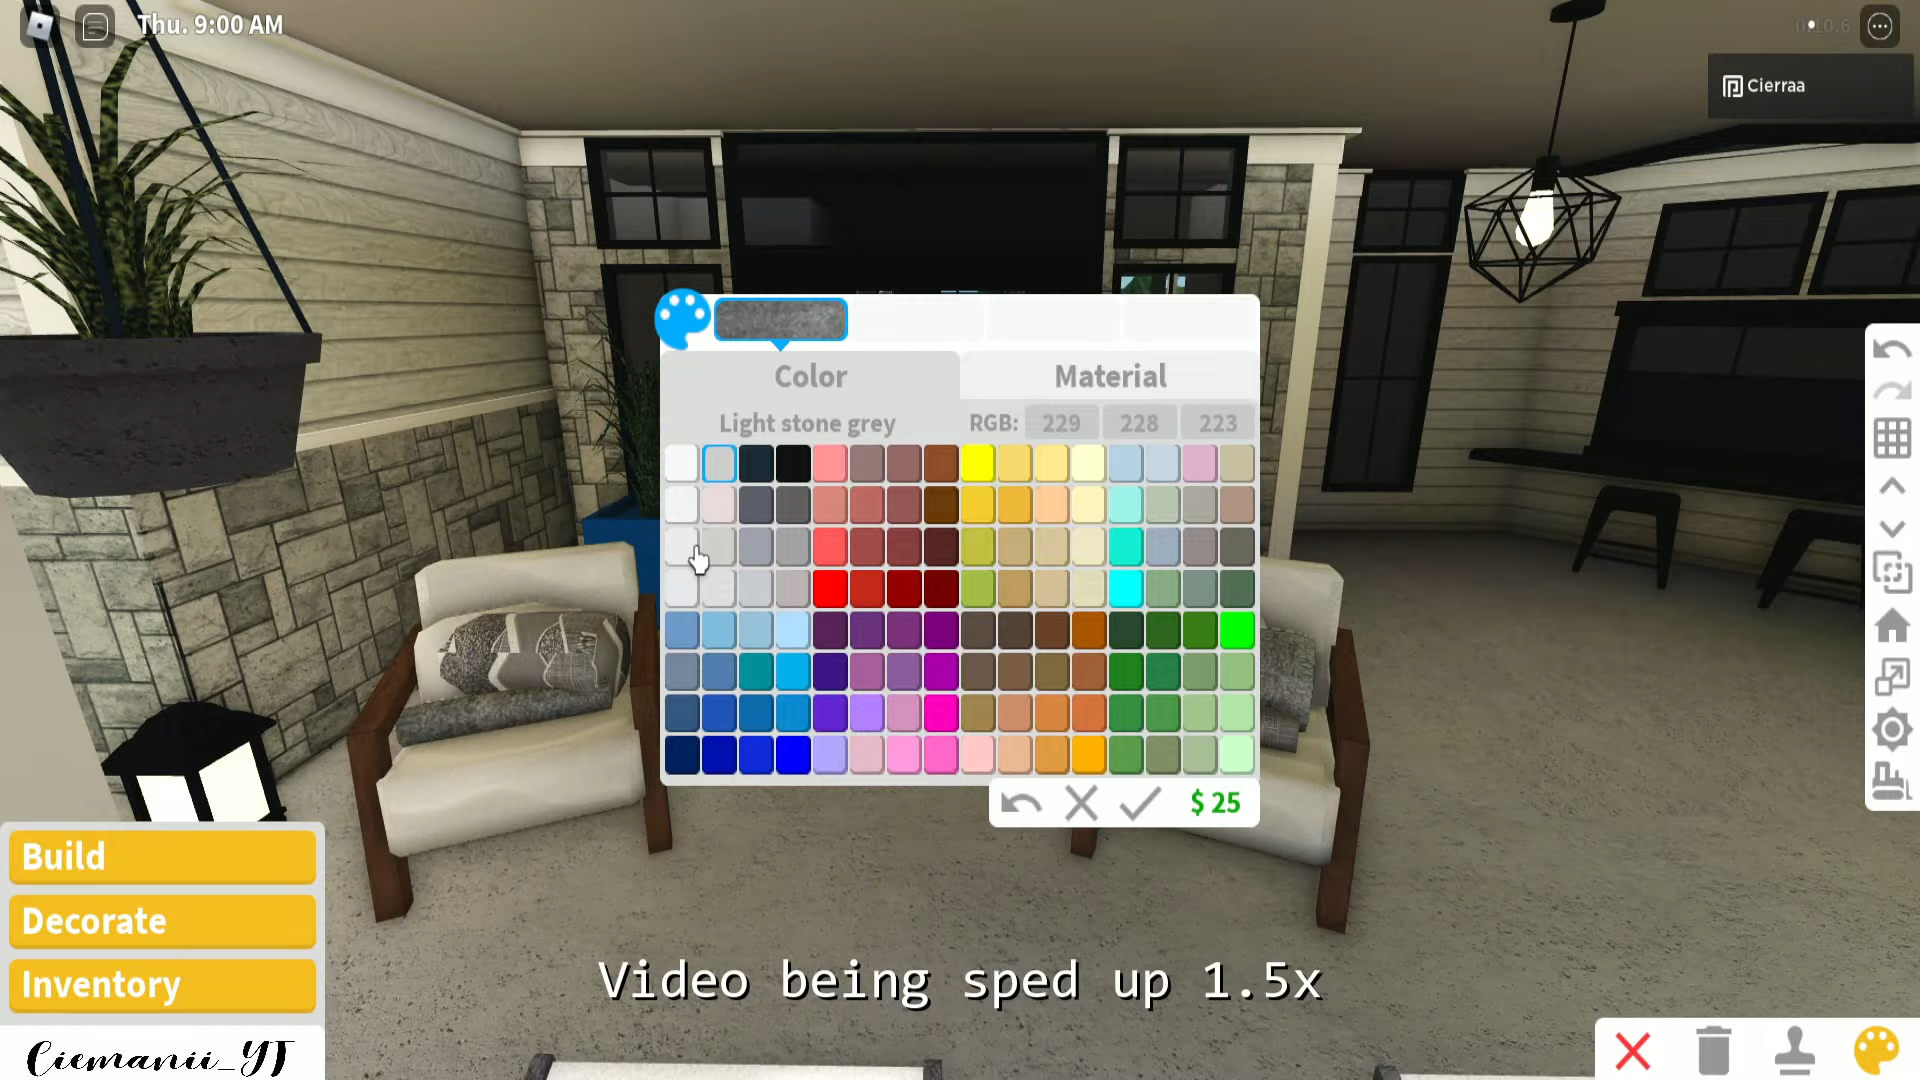 Thu. 9:00 AM
Cierraa
Color
Material
Light stone grey
RGB: 229 228 223
$ 25
Build
Decorate
Inventory
Video being sped up 1.5x
Ciemanii_YT